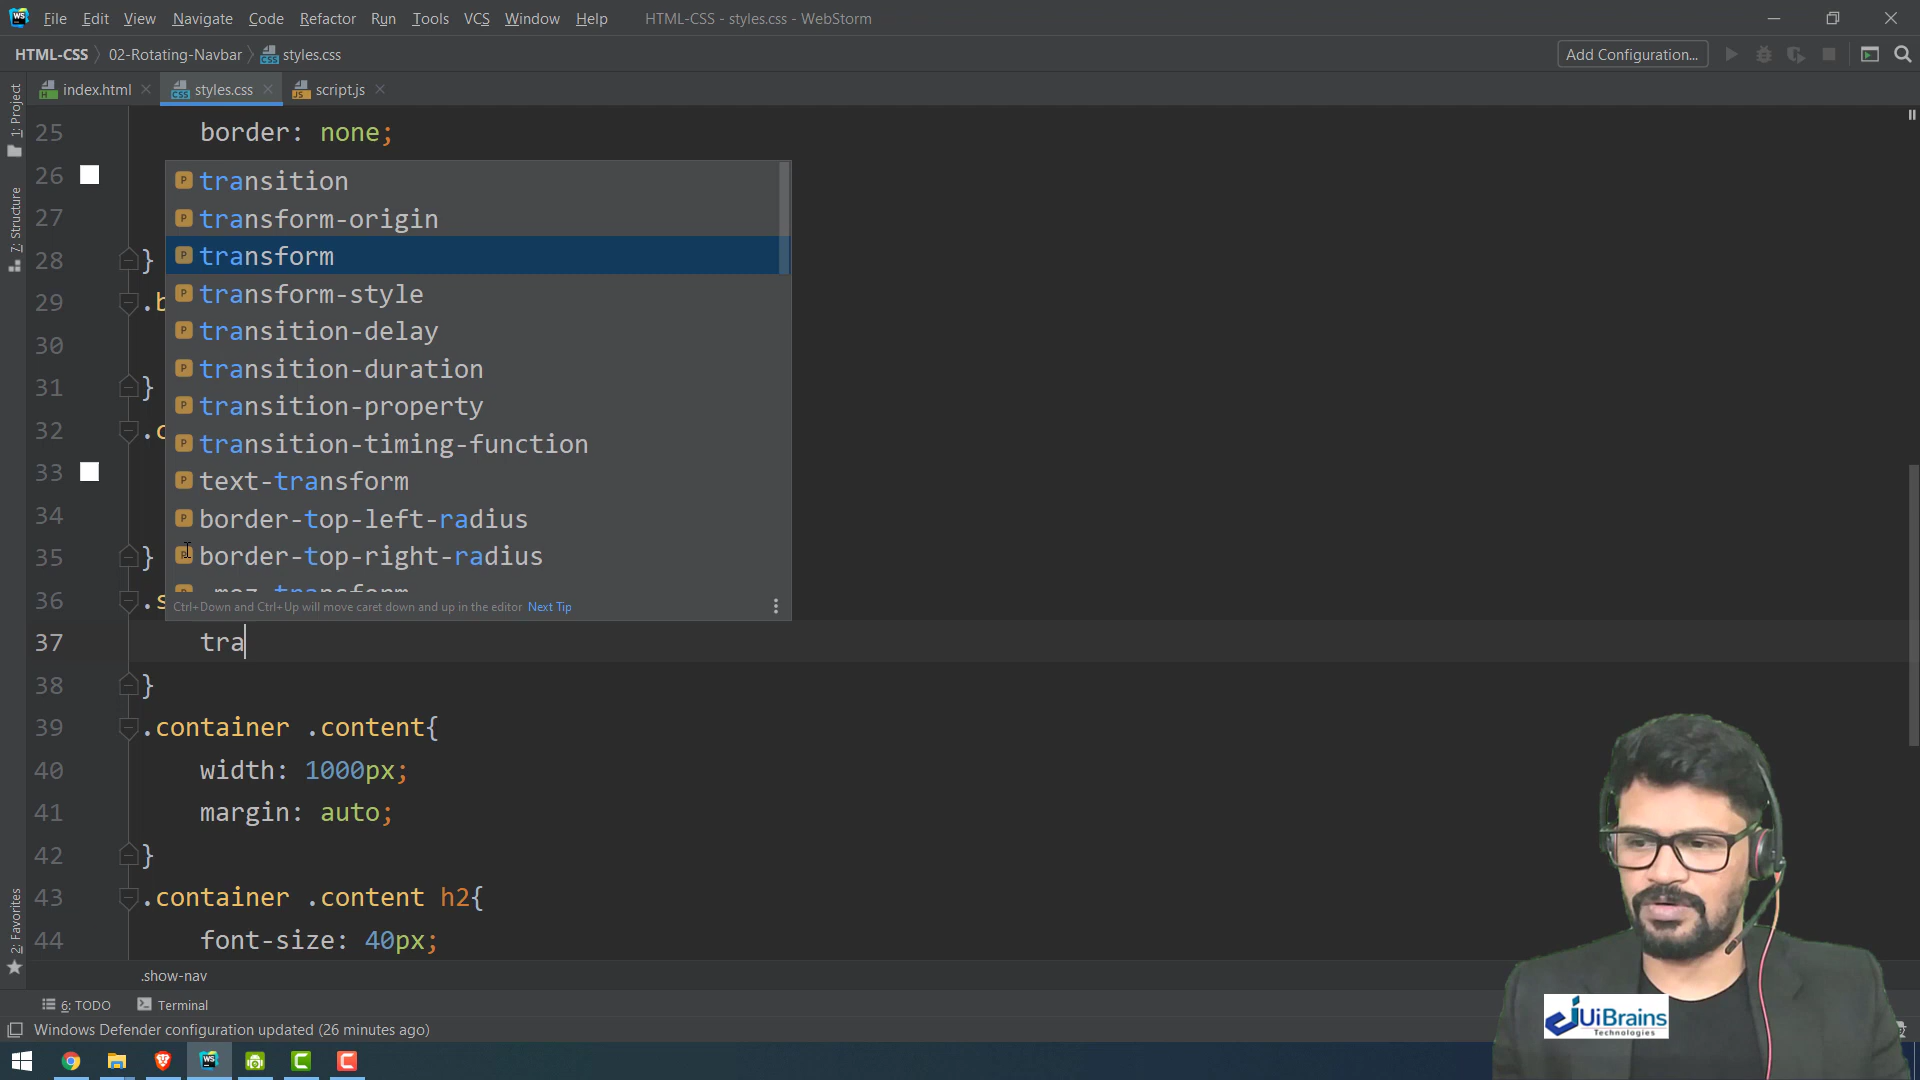 File Edit View Navigate Code Refactor Run Tools VCS Window Help HTML-CSS - styles.css - WebStorm
HTML-CSS 02-Rotating-Navbar styles.css Add Configuration...
index.html styles.css script.js
1: Project
7: Structure
2: Favorites
25 border: none;
26
27
28 }
29 .b
30
31 }
32 .c
33
34
35 }
36 .s
transition
transform-origin
transform
transform-style
transition-delay
transition-duration
transition-property
transition-timing-function
text-transform
border-top-left-radius
border-top-right-radius
Ctrl+Down and Ctrl+Up will move caret down and up in the editor Next Tip
37 tra
38 }
39 .container .content{
40 width: 1000px;
41 margin: auto;
42 }
43 .container .content h2{
44 font-size: 40px;
.show-nav
6: TODO Terminal
Windows Defender configuration updated (26 minutes ago)
UiBrains
Technologies